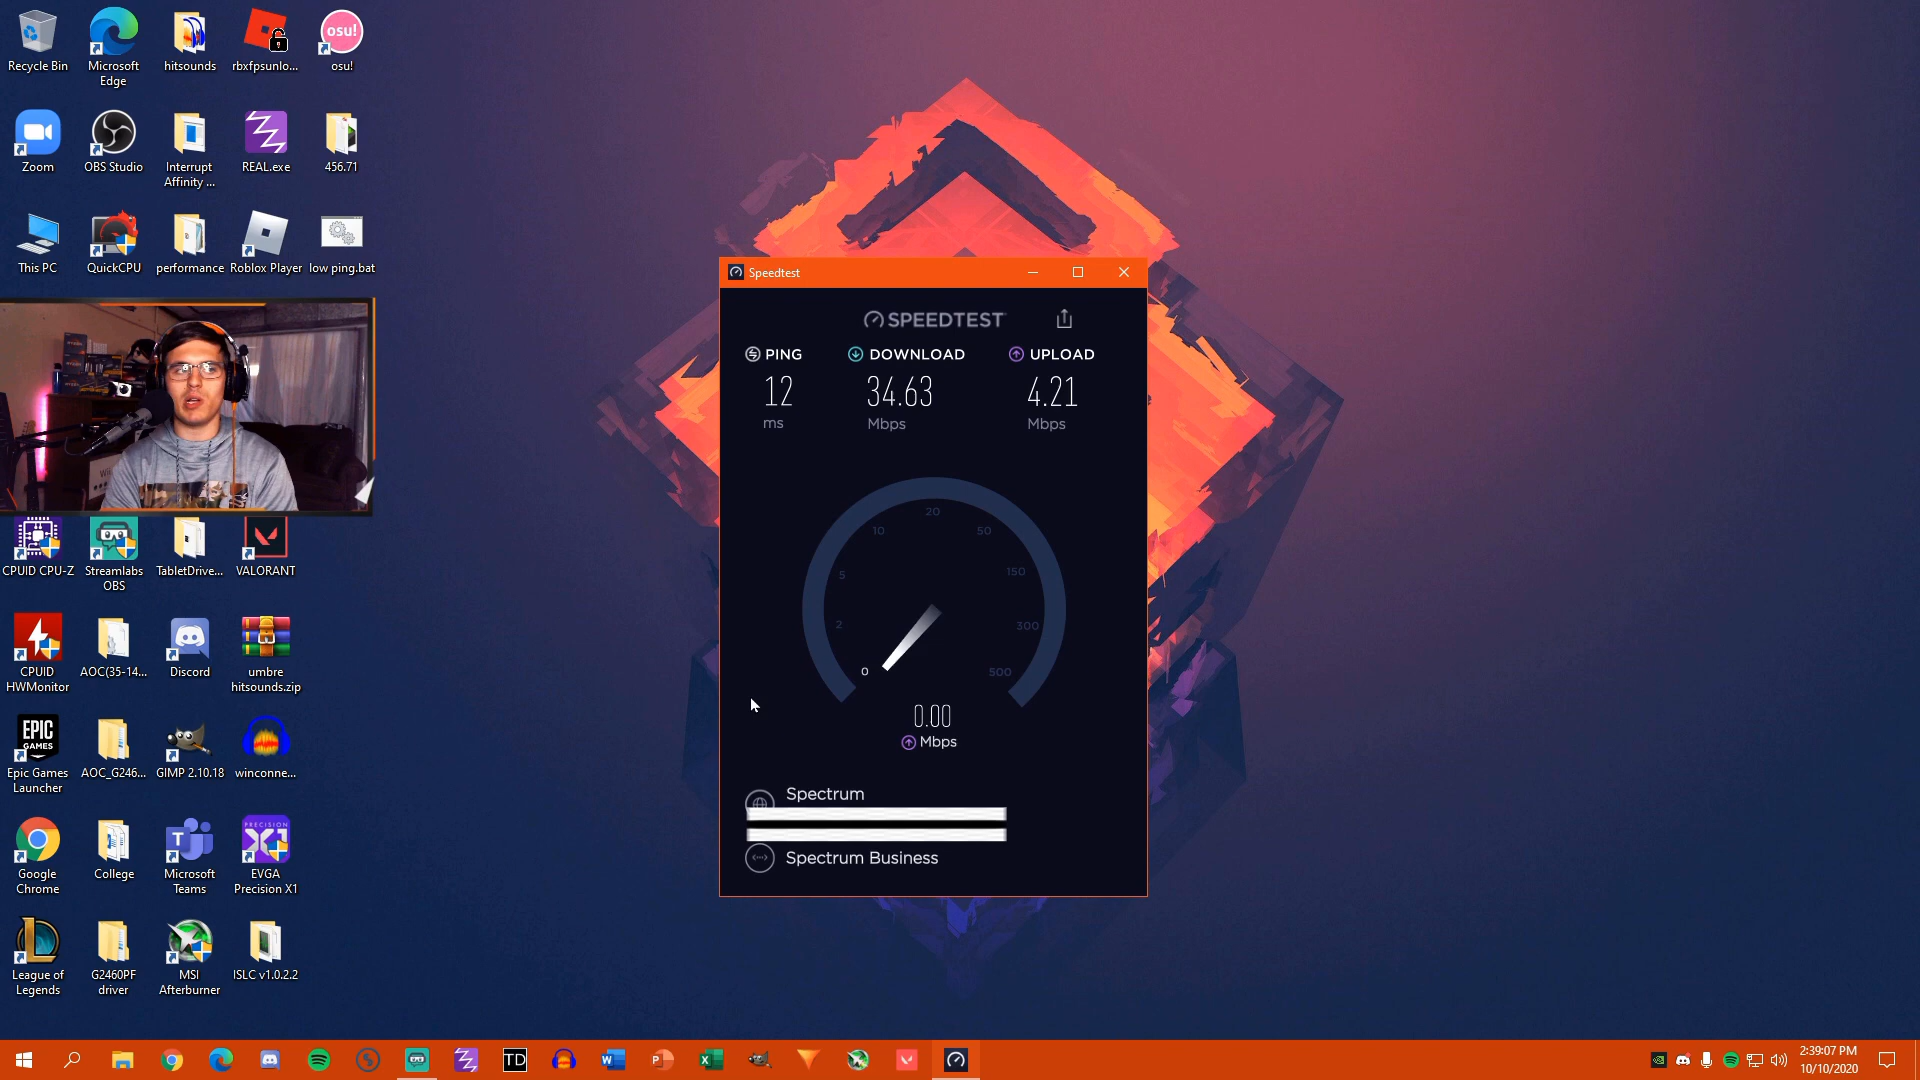 Recycle Bin
Microsoft
Edge
hitsounds
rbxfpsunlo...
osu!
osu!
Zoom
OBS Studio
Interrupt
Affinity ...
REAL.exe
456.71
This PC
QuickCPU
performance
Roblox Player
low ping.bat
Speedtest
SPEEDTEST
PING
DOWNLOAD
UPLOAD
12
34.63
4.21
ms
Mbps
Mbps
0
2
5
10
20
50
150
300
500
0.00
Mbps
Spectrum
Spectrum Business
CPUID CPU-Z
Streamlabs
OBS
TabletDrive...
VALORANT
CPUID
HWMonitor
AOC(35-14...
Discord
umbre
hitsounds.zip
EPIC
GAMES
Epic Games
Launcher
AOC_G246...
GIMP 2.10.18
winconne...
Google
Chrome
College
Microsoft
Teams
PRECISION
X1
EVGA
Precision X1
League of
Legends
G2460PF
driver
MSI
Afterburner
ISLC v1.0.2.2
TD
2:39:07 PM
10/10/2020